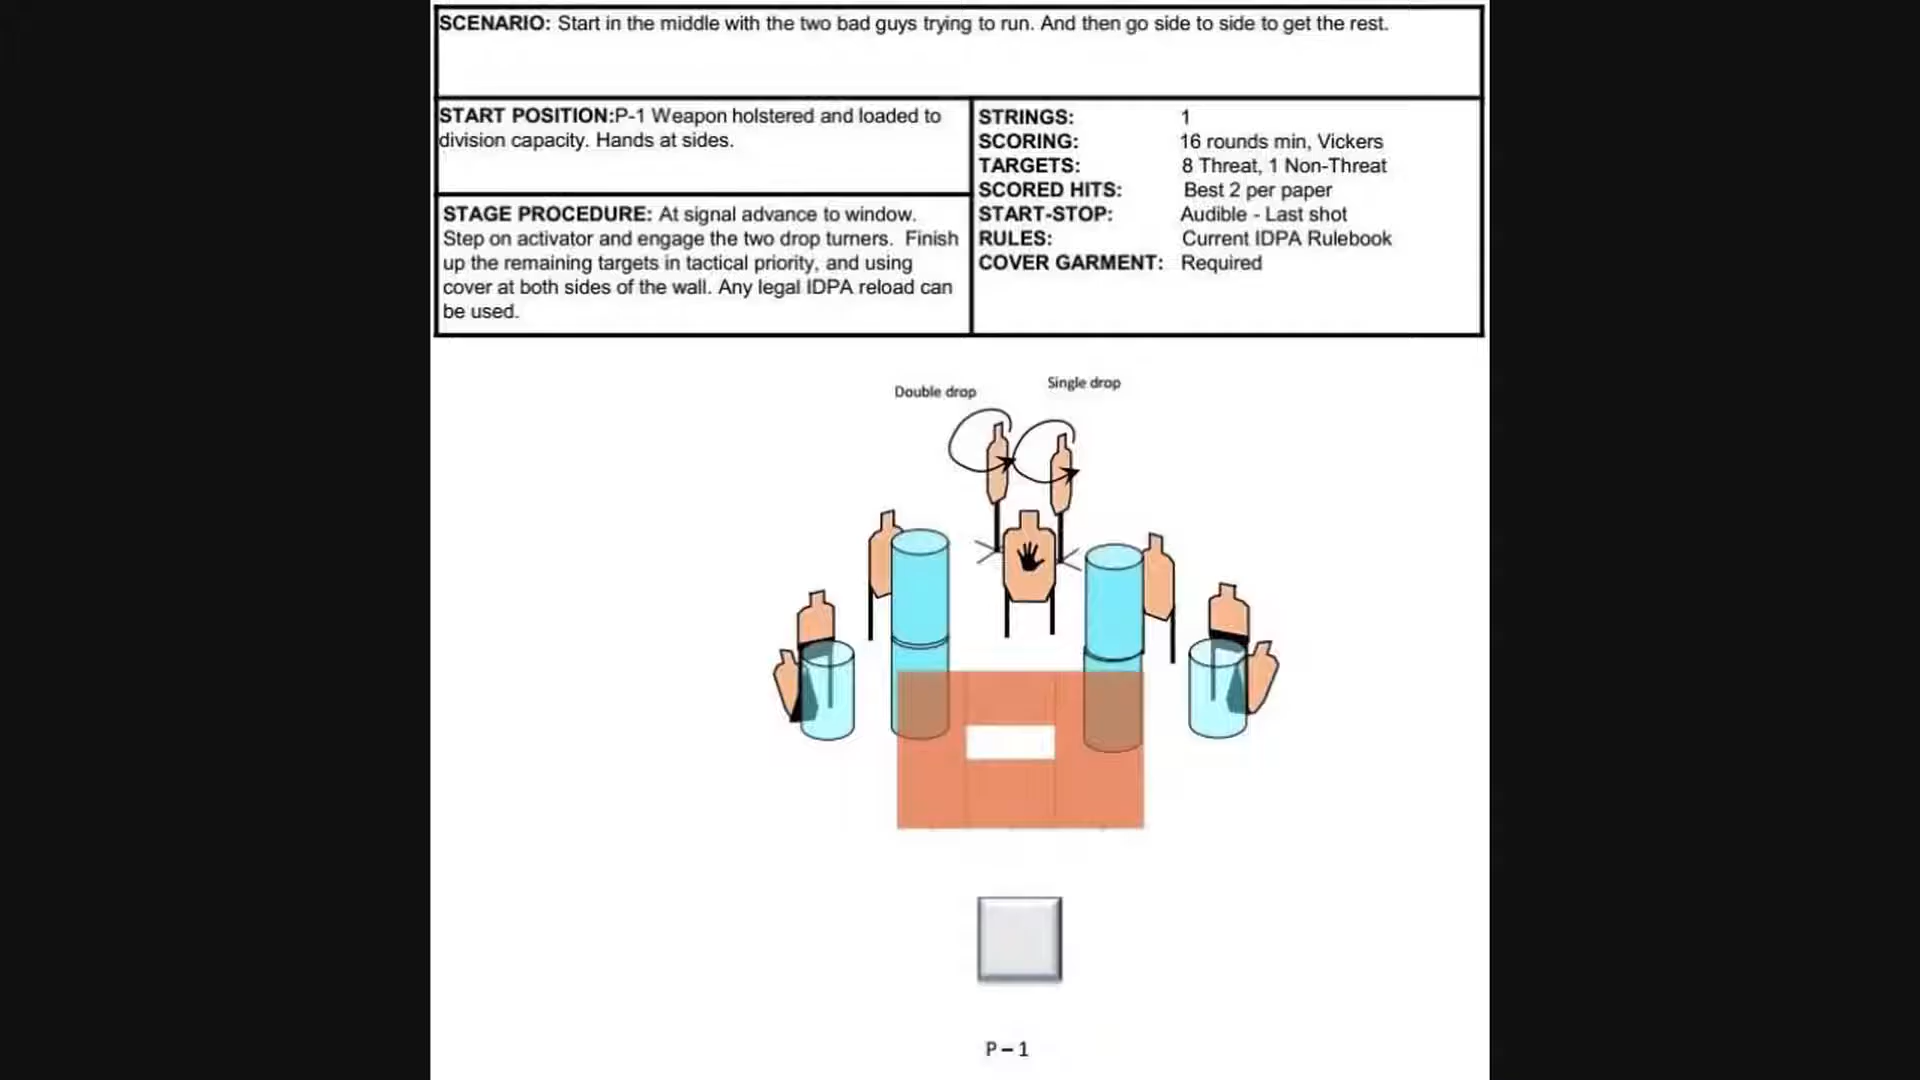 SCENARIO: Start in the middle with the two bad guys trying to run. And then go side to side to get the rest.
START POSITION:P-1 Weapon holstered and loaded to
division capacity. Hands at sides.
STAGE PROCEDURE: At signal advance to window.
Step on activator and engage the two drop turners. Finish
up the remaining targets in tactical priority, and using
cover at both sides of the wall. Any legal IDPA reload can
be used.
STRINGS: 1
SCORING: 16 rounds min, Vickers
TARGETS: 8 Threat, 1 Non-Threat
SCORED HITS: Best 2 per paper
START-STOP: Audible - Last shot
RULES: Current IDPA Rulebook
COVER GARMENT: Required
Double drop
Single drop
P – 1